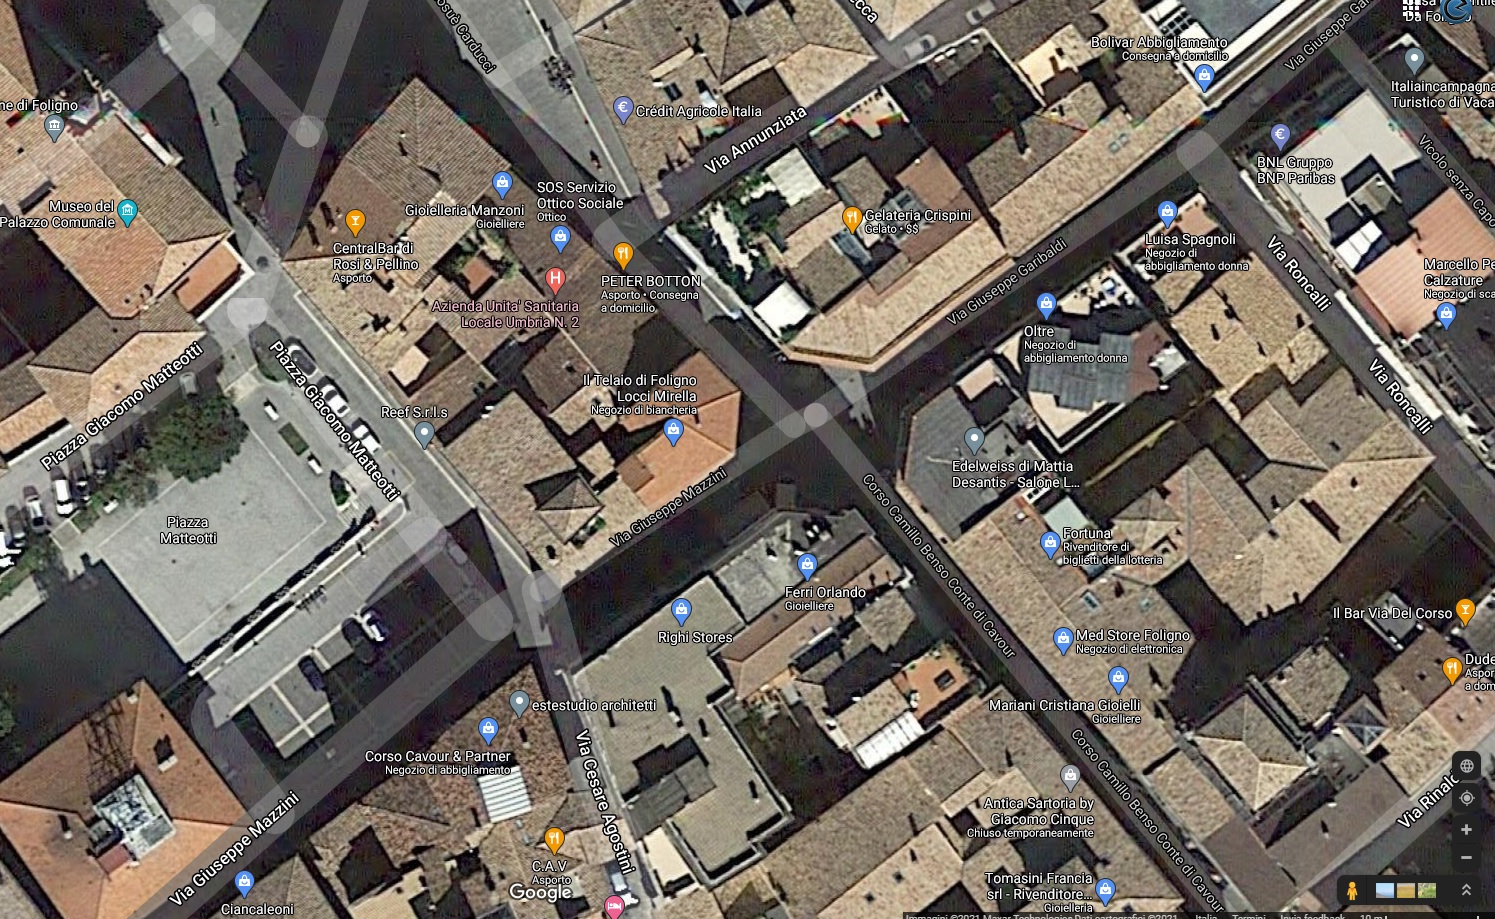 Via Giuseppe
Bolivar Abbigliamento
Consegna a domicilio
Italiaincampagna
Turistico di Vaca
ne di Foligno
Crédit Agricole Italia
Via Annunziata
BNL Gruppo
BNP Paribas
Vicolo senza Capo
SOS Servizio
Ottico Sociale
Ottico
Gioielleria Manzoni
Gioielliere
Museo del
Palazzo Comunale
Gelateria Crispini
Gelato • $$
Luisa Spagnoli
Negozio di
abbigliamento donna
CentralBar di
Rosi & Pellino
Asporto
Via Giuseppe Garibaldi
Via Roncalli
Marcello Pe
Calzature
Negozio di sca
PETER BOTTON
Asporto • Consegna
a domicilio
Azienda Unita' Sanitaria
Locale Umbria N. 2
Oltre
Negozio di
abbigliamento donna
Piazza Giacomo Matteotti
Piazza Giacomo Matteotti
Il Telaio di Foligno
Locci Mirella
Negozio di biancheria
Via Roncalli
Reef S.r.l.s
Edelweiss di Mattia
Desantis - Salone L...
Via Giuseppe Mazzini
Piazza
Matteotti
Fortuna
Rivenditore di
biglietti della lotteria
Corso Camillo Benso Conte di Cavour
Ferri Orlando
Gioielliere
Il Bar Via Del Corso
Righi Stores
Med Store Foligno
Negozio di elettronica
Dude
Aspor
a dom
estestudio architetti
Mariani Cristiana Gioielli
Gioielliere
Corso Cavour & Partner
Negozio di abbigliamento
Via Cesare Agostini
Corso Camillo Benso Conte di Cavour
Antica Sartoria by
Giacomo Cinque
Chiuso temporaneamente
Via Rinald
Via Giuseppe Mazzini
C.A.V
Asporto
Google
Tomasini Francia
srl - Rivenditore...
Gioielleria
Ciancaleoni